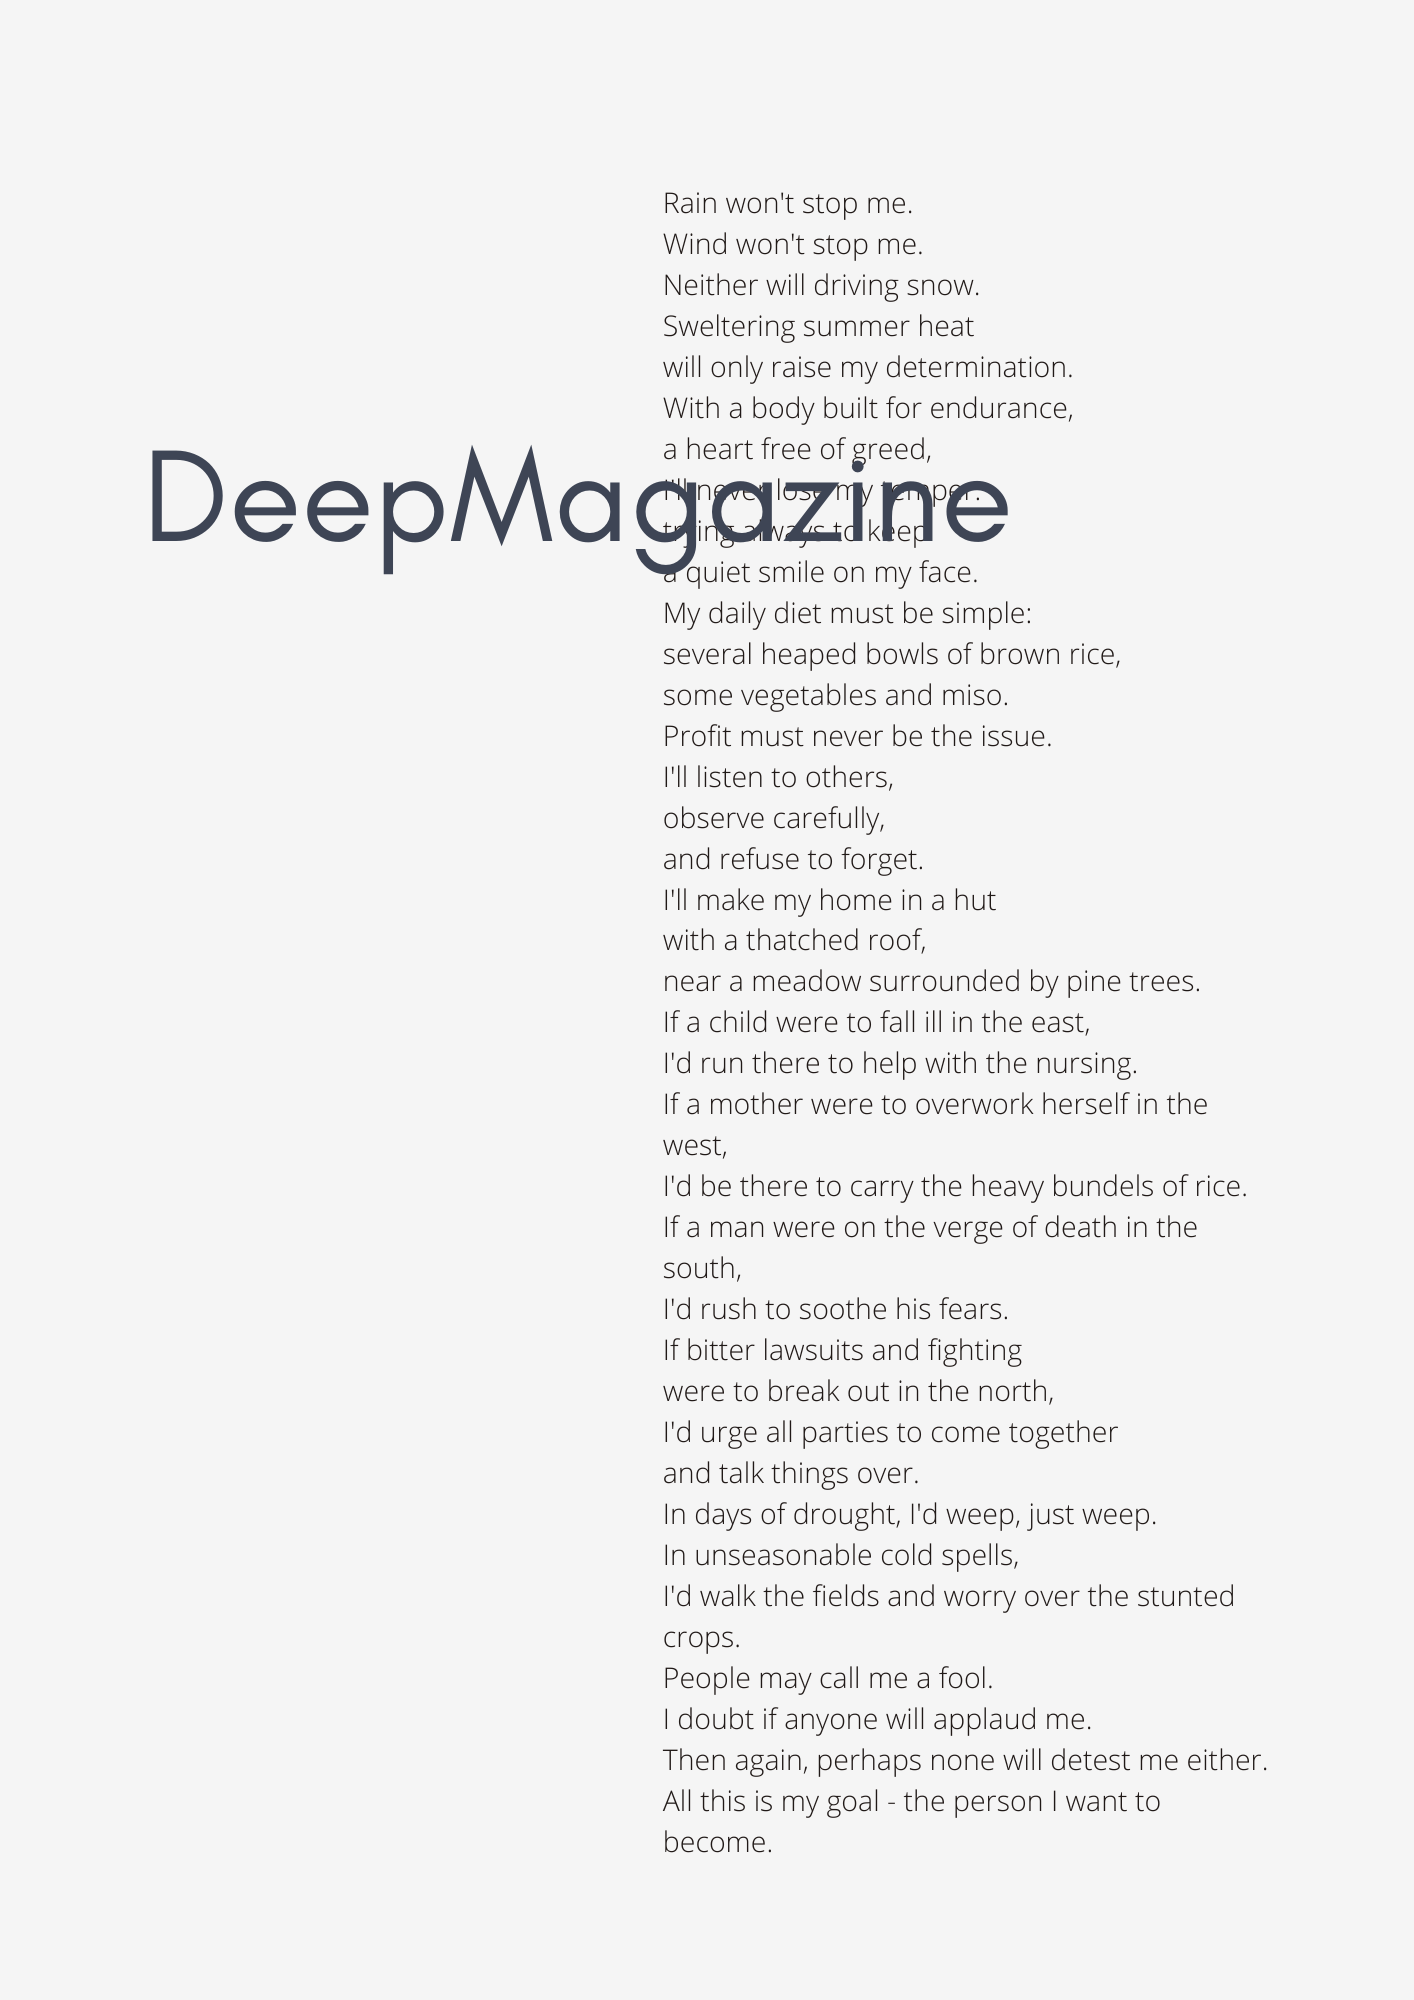 Rain won't stop me.
Wind won't stop me.
Neither will driving snow.
Sweltering summer heat
will only raise my determination.
With a body built for endurance,
a heart free of greed,
DeepMagazine
I'll never lose my temper.
trying always to keep
a quiet smile on my face.
My daily diet must be simple:
several heaped bowls of brown rice,
some vegetables and miso.
Profit must never be the issue.
I'll listen to others,
observe carefully,
and refuse to forget.
I'll make my home in a hut
with a thatched roof,
near a meadow surrounded by pine trees.
If a child were to fall ill in the east,
I'd run there to help with the nursing.
If a mother were to overwork herself in the
west,
I'd be there to carry the heavy bundels of rice.
If a man were on the verge of death in the
south,
I'd rush to soothe his fears.
If bitter lawsuits and fighting
were to break out in the north,
I'd urge all parties to come together
and talk things over.
In days of drought, I'd weep, just weep.
In unseasonable cold spells,
I'd walk the fields and worry over the stunted
crops.
People may call me a fool.
I doubt if anyone will applaud me.
Then again, perhaps none will detest me either.
All this is my goal - the person I want to
become.